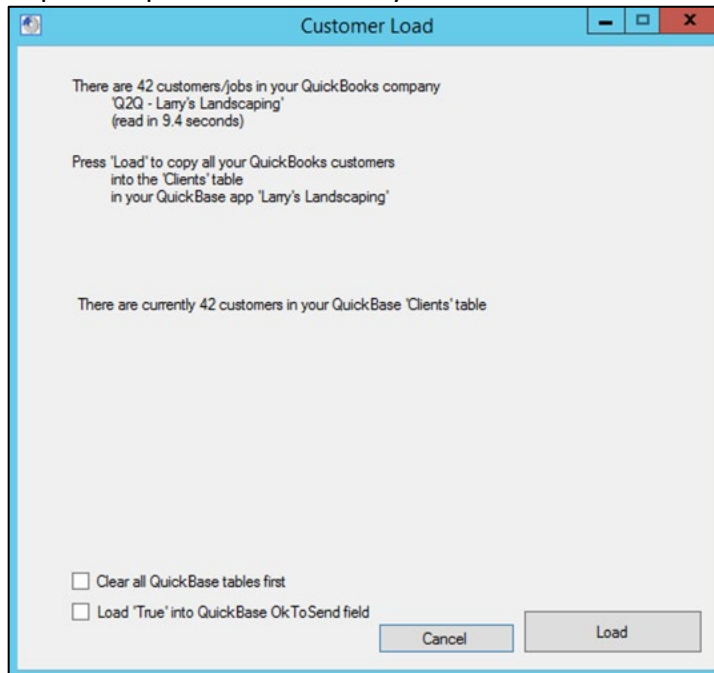 Customer Load
There are 42 customers/jobs in your QuickBooks company
'Q2Q - Larry's Landscaping'
(read in 9.4 seconds)
Press 'Load' to copy all your QuickBooks customers
into the 'Clients' table
in your QuickBase app 'Larry's Landscaping'
There are currently 42 customers in your QuickBase 'Clients' table
Clear all QuickBase tables first
Load 'True' into QuickBase OkToSend field
Cancel
Load